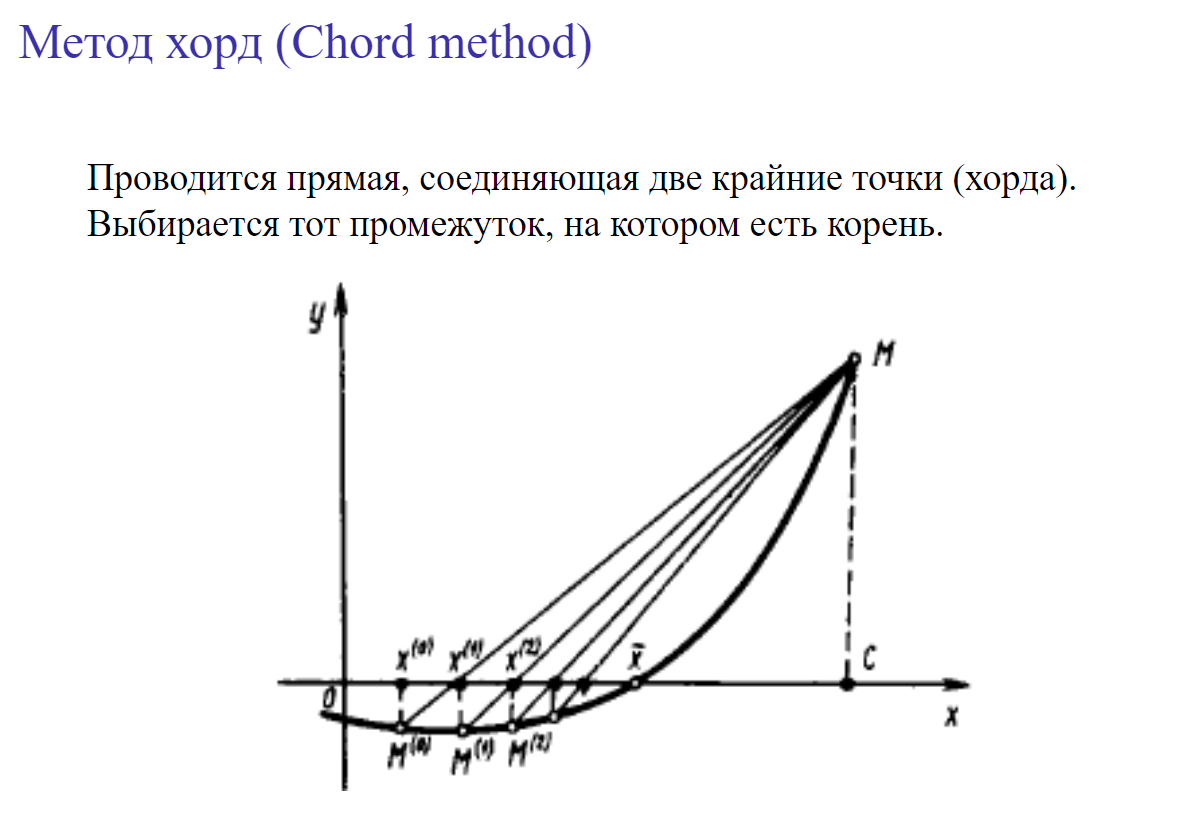 Метод хорд (Chord method)
Проводится прямая, соединяющая две крайние точки (хорда).
Выбирается тот промежуток, на котором есть корень.
y
M
x⁽⁰⁾ x⁽¹⁾ x⁽²⁾ x̄ C
0
x
M⁽⁰⁾ M⁽¹⁾ M⁽²⁾